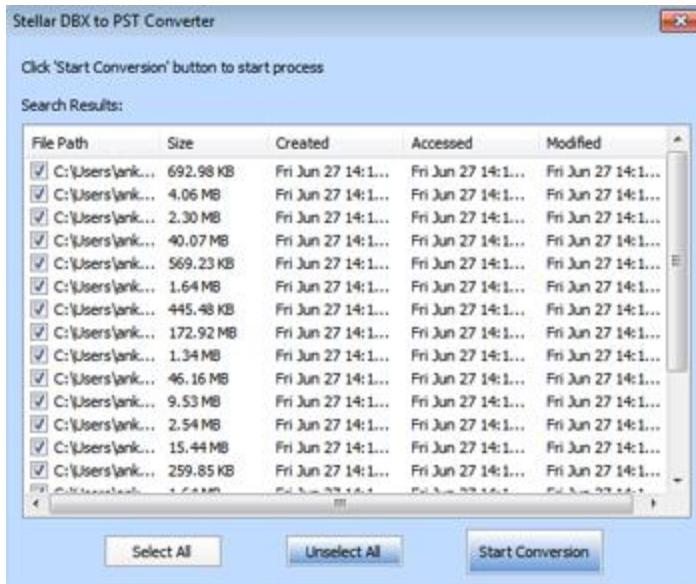 Stellar DBX to PST Converter
Click 'Start Conversion' button to start process
Search Results:
File Path Size Created Accessed Modified
C:\Users\ank... 692.98 KB Fri Jun 27 14:1... Fri Jun 27 14:1... Fri Jun 27 14:1...
C:\Users\ank... 4.06 MB Fri Jun 27 14:1... Fri Jun 27 14:1... Fri Jun 27 14:1...
C:\Users\ank... 2.30 MB Fri Jun 27 14:1... Fri Jun 27 14:1... Fri Jun 27 14:1...
C:\Users\ank... 40.07 MB Fri Jun 27 14:1... Fri Jun 27 14:1... Fri Jun 27 14:1...
C:\Users\ank... 569.23 KB Fri Jun 27 14:1... Fri Jun 27 14:1... Fri Jun 27 14:1...
C:\Users\ank... 1.64 MB Fri Jun 27 14:1... Fri Jun 27 14:1... Fri Jun 27 14:1...
C:\Users\ank... 445.48 KB Fri Jun 27 14:1... Fri Jun 27 14:1... Fri Jun 27 14:1...
C:\Users\ank... 172.92 MB Fri Jun 27 14:1... Fri Jun 27 14:1... Fri Jun 27 14:1...
C:\Users\ank... 1.34 MB Fri Jun 27 14:1... Fri Jun 27 14:1... Fri Jun 27 14:1...
C:\Users\ank... 46.16 MB Fri Jun 27 14:1... Fri Jun 27 14:1... Fri Jun 27 14:1...
C:\Users\ank... 9.53 MB Fri Jun 27 14:1... Fri Jun 27 14:1... Fri Jun 27 14:1...
C:\Users\ank... 2.54 MB Fri Jun 27 14:1... Fri Jun 27 14:1... Fri Jun 27 14:1...
C:\Users\ank... 15.44 MB Fri Jun 27 14:1... Fri Jun 27 14:1... Fri Jun 27 14:1...
C:\Users\ank... 259.85 KB Fri Jun 27 14:1... Fri Jun 27 14:1... Fri Jun 27 14:1...
Select All Unselect All Start Conversion